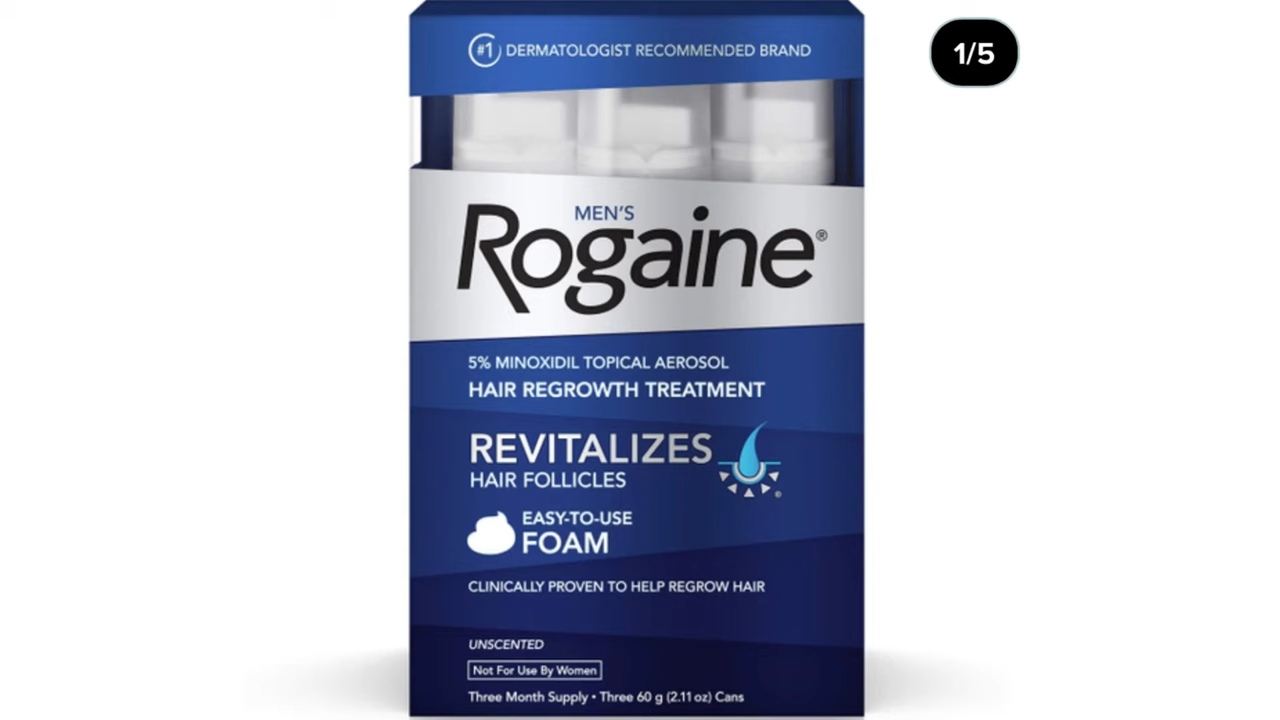 #1 DERMATOLOGIST RECOMMENDED BRAND
1/5
MEN'S
Rogaine®
5% MINOXIDIL TOPICAL AEROSOL
HAIR REGROWTH TREATMENT
REVITALIZES
HAIR FOLLICLES
®
EASY-TO-USE
FOAM
CLINICALLY PROVEN TO HELP REGROW HAIR
UNSCENTED
Not For Use By Women
Three Month Supply • Three 60 g (2.11 oz) Cans